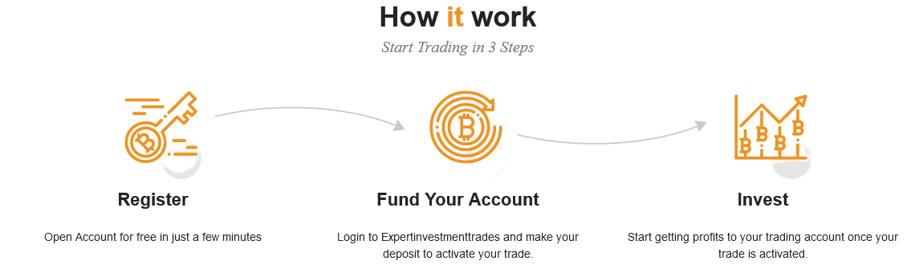 How it work
Start Trading in 3 Steps
Register
Fund Your Account
Invest
Open Account for free in just a few minutes
Login to Expertinvestmenttrades and make your
deposit to activate your trade.
Start getting profits to your trading account once your
trade is activated.